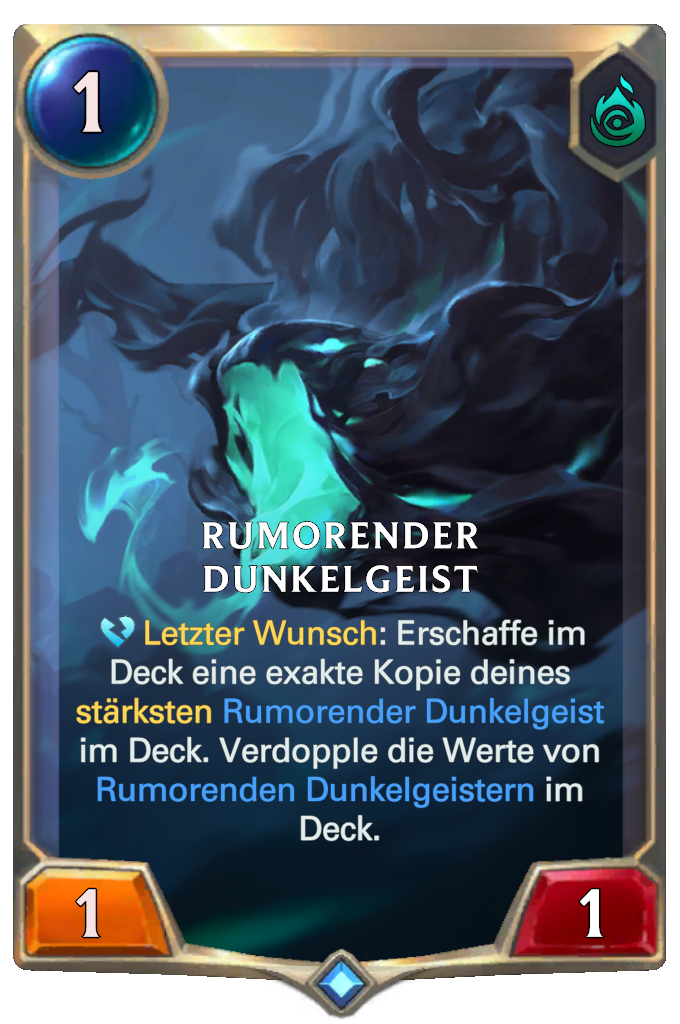 1
RUMORENDER
DUNKELGEIST
Letzter Wunsch: Erschaffe im
Deck eine exakte Kopie deines
stärksten Rumorender Dunkelgeist
im Deck. Verdopple die Werte von
Rumorenden Dunkelgeistern im
Deck.
1
1